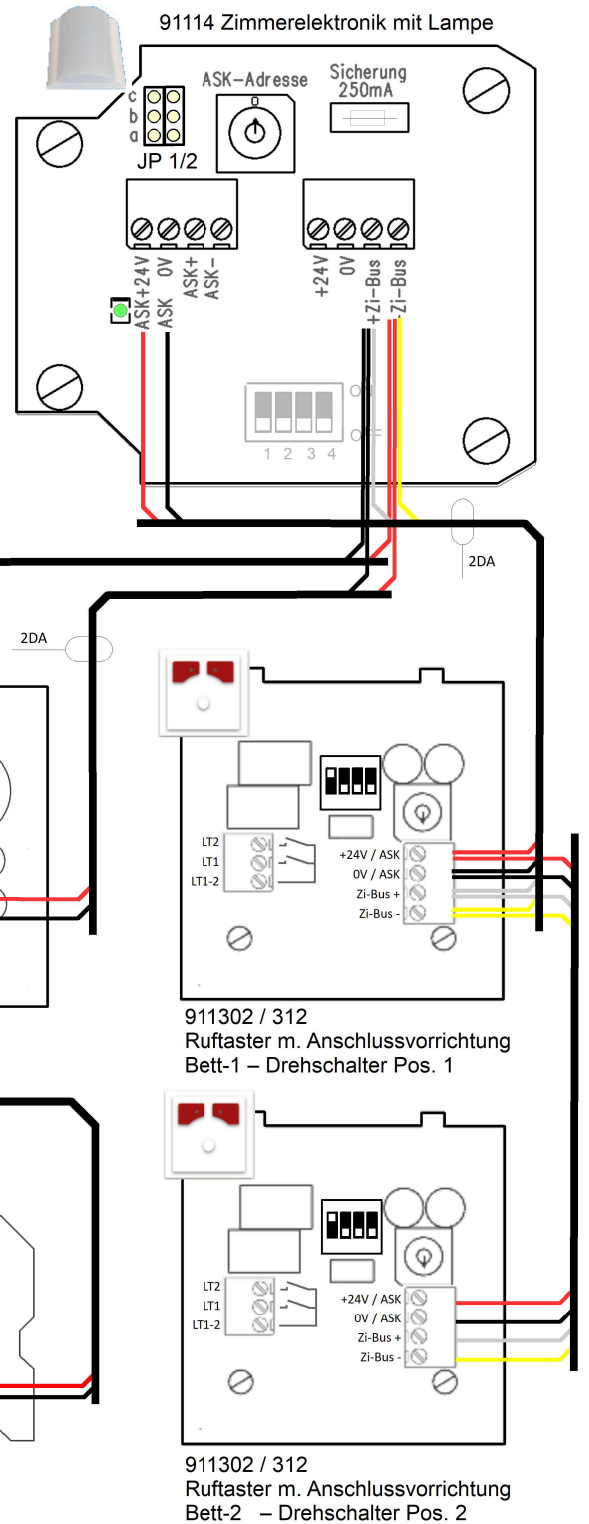 91114 Zimmerelektronik mit Lampe
ASK-Adresse
Sicherung
250mA
0
c
b
a
JP 1/2
ASK+24V
ASK 0V
ASK+
ASK-
+24V
0V
+Zi-Bus
-Zi-Bus
1 2 3 4
2DA
2DA
LT2
LT1
LT1-2
+24V / ASK
0V / ASK
Zi-Bus +
Zi-Bus -
911302 / 312
Ruftaster m. Anschlussvorrichtung
Bett-1 – Drehschalter Pos. 1
LT2
LT1
LT1-2
+24V / ASK
0V / ASK
Zi-Bus +
Zi-Bus -
911302 / 312
Ruftaster m. Anschlussvorrichtung
Bett-2 – Drehschalter Pos. 2